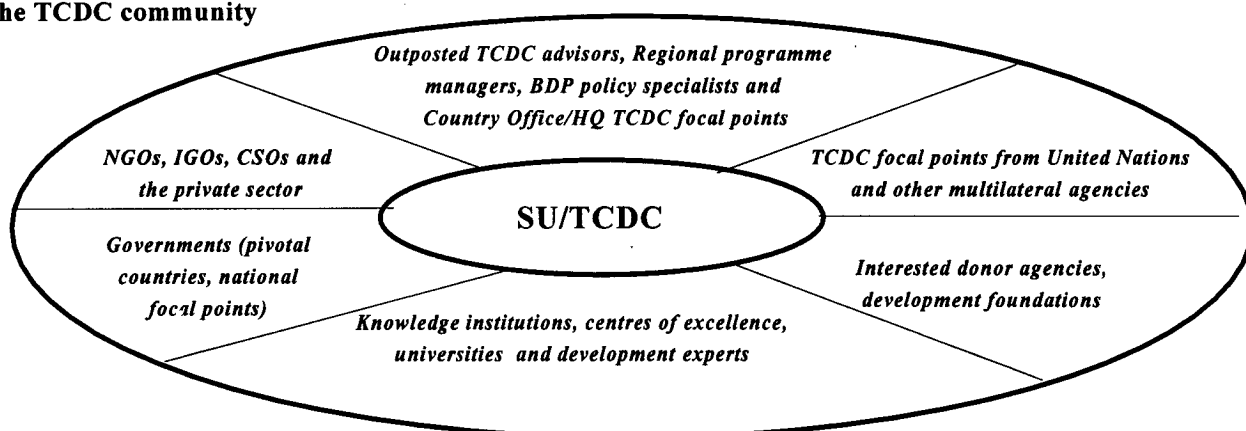 he TCDC community
Outposted TCDC advisors, Regional programme
managers, BDP policy specialists and
Country Office/HQ TCDC focal points
NGOs, IGOs, CSOs and
the private sector
TCDC focal points from United Nations
and other multilateral agencies
SU/TCDC
Governments (pivotal
countries, national
focal points)
Interested donor agencies,
development foundations
Knowledge institutions, centres of excellence,
universities and development experts